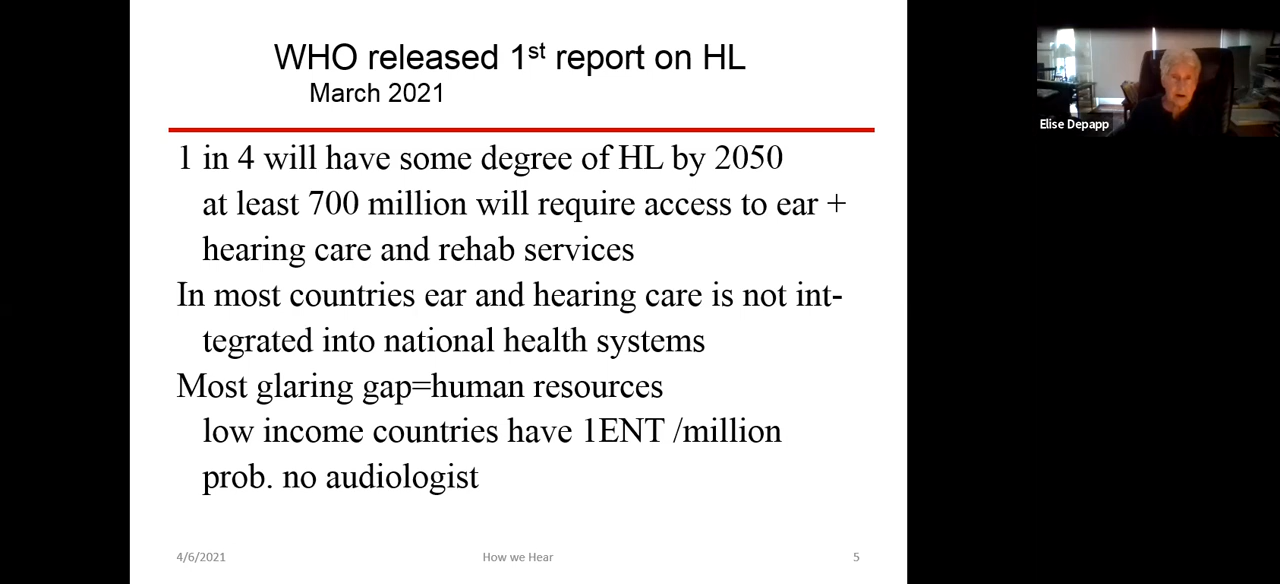 WHO released 1st report on HL
March 2021
1 in 4 will have some degree of HL by 2050
at least 700 million will require access to ear +
hearing care and rehab services
In most countries ear and hearing care is not int-
tegrated into national health systems
Most glaring gap=human resources
low income countries have 1ENT /million
prob. no audiologist
4/6/2021 How we Hear 5
Elise Depapp